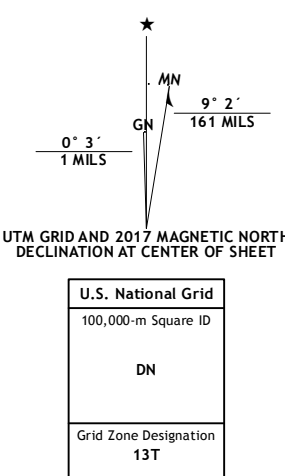 ★
MN
GN
9° 2´
161 MILS
0° 3´
1 MILS
UTM GRID AND 2017 MAGNETIC NORTH
DECLINATION AT CENTER OF SHEET
U.S. National Grid
100,000-m Square ID
DN
Grid Zone Designation
13T